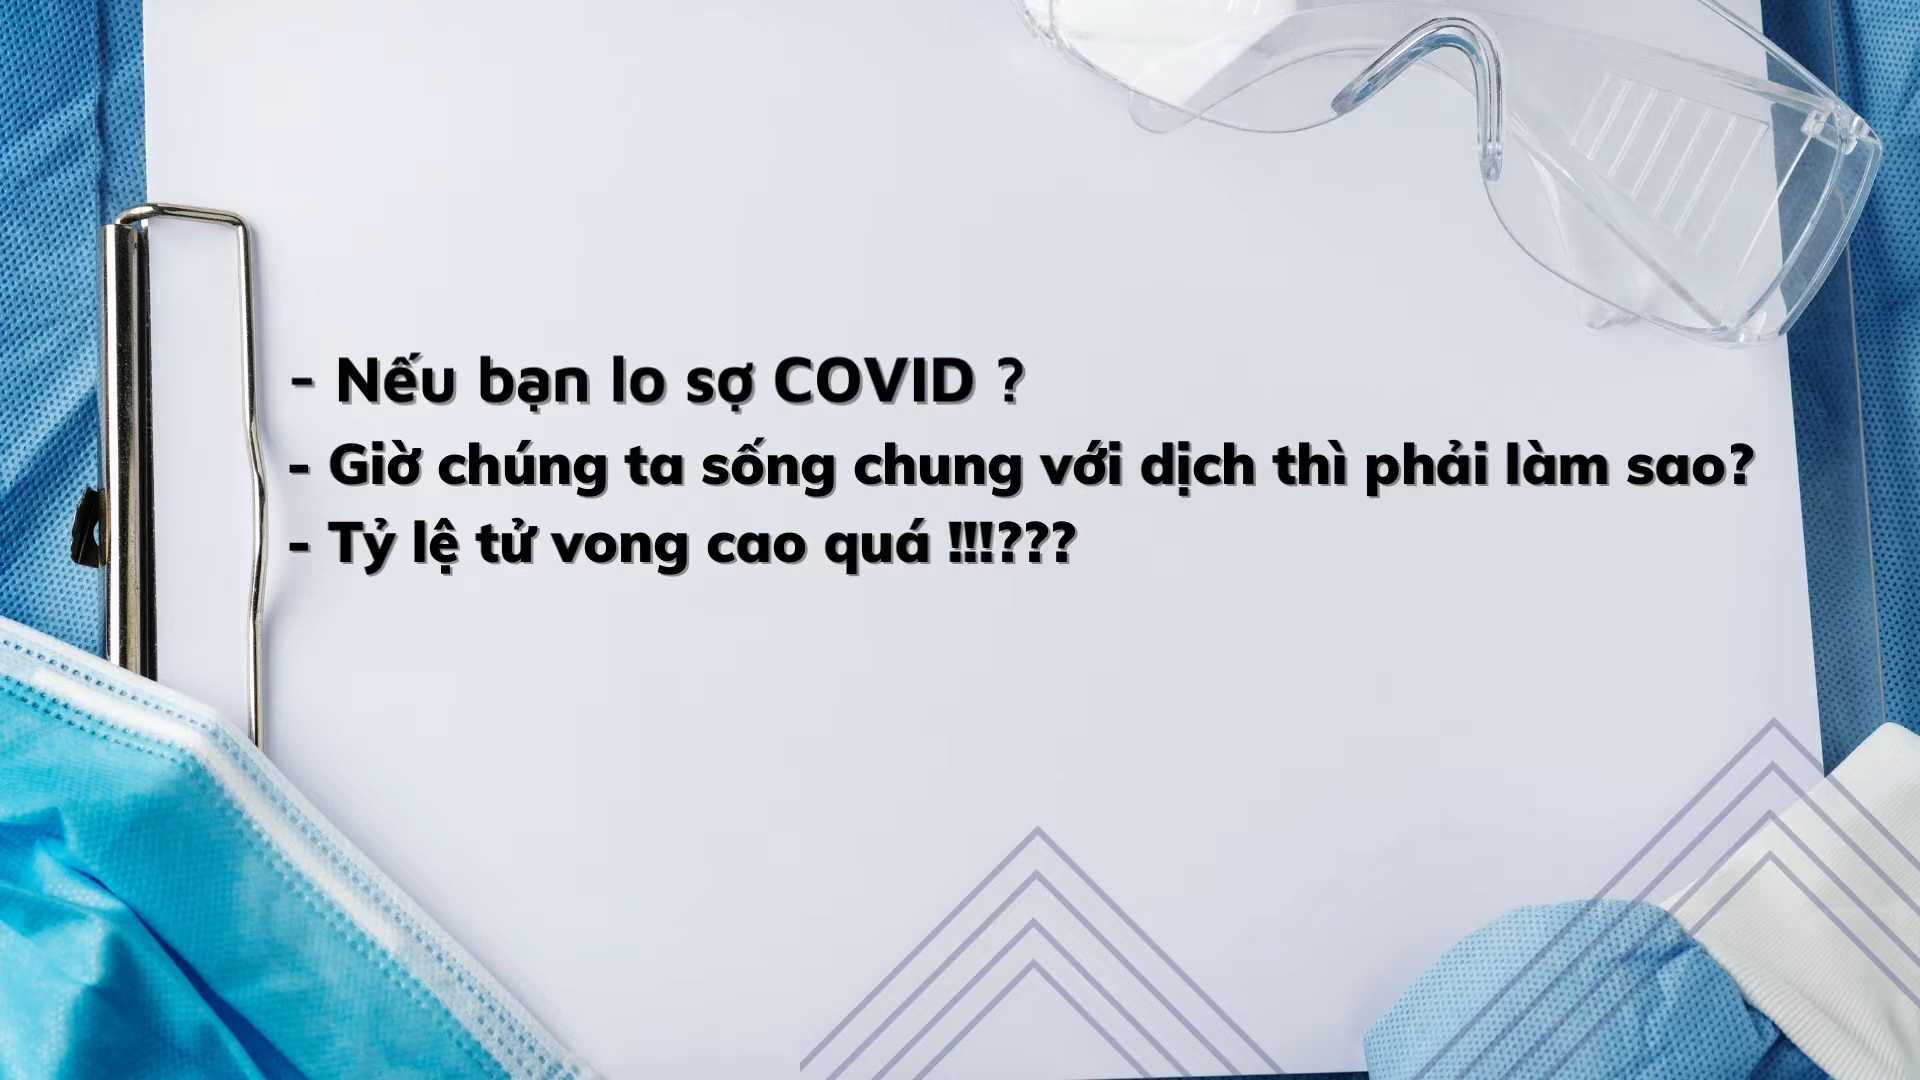 - Nếu bạn lo sợ COVID ?
- Giờ chúng ta sống chung với dịch thì phải làm sao?
- Tỷ lệ tử vong cao quá !!!???